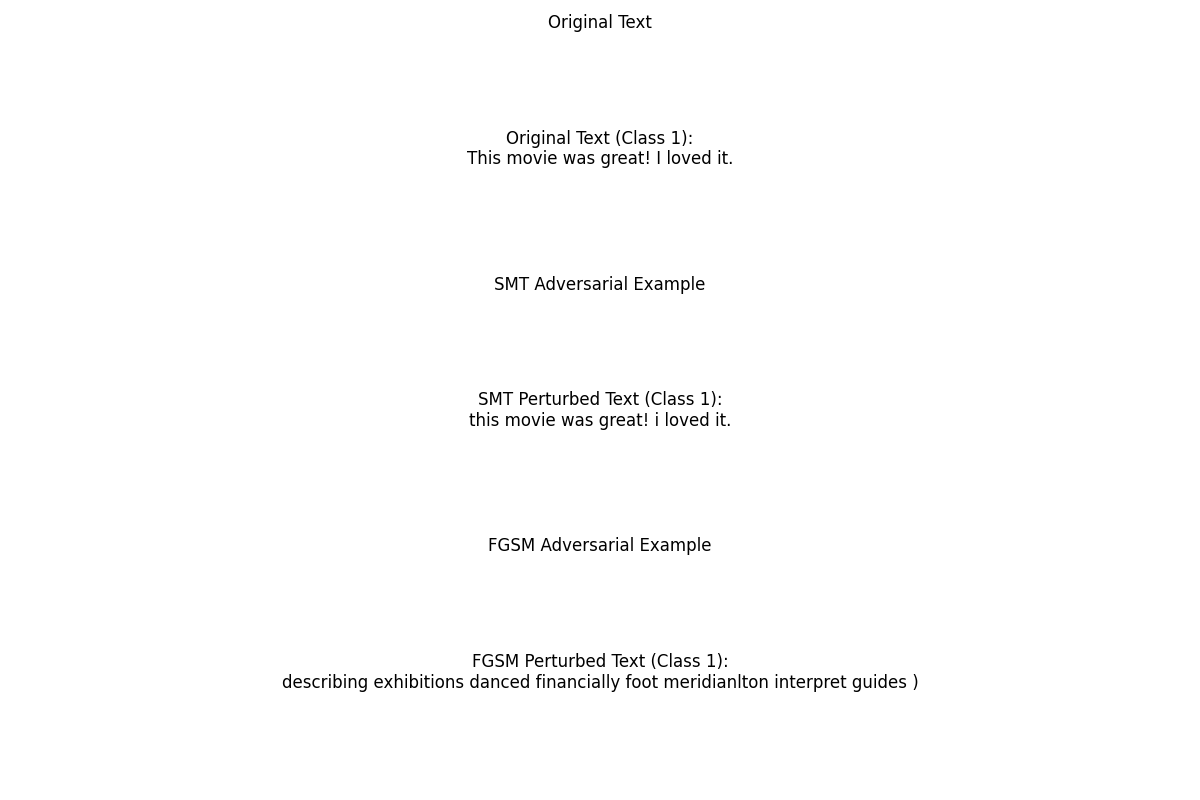 Original Text
Original Text (Class 1):
This movie was great! I loved it.
SMT Adversarial Example
SMT Perturbed Text (Class 1):
this movie was great! i loved it.
FGSM Adversarial Example
FGSM Perturbed Text (Class 1):
describing exhibitions danced financially foot meridianlton interpret guides )